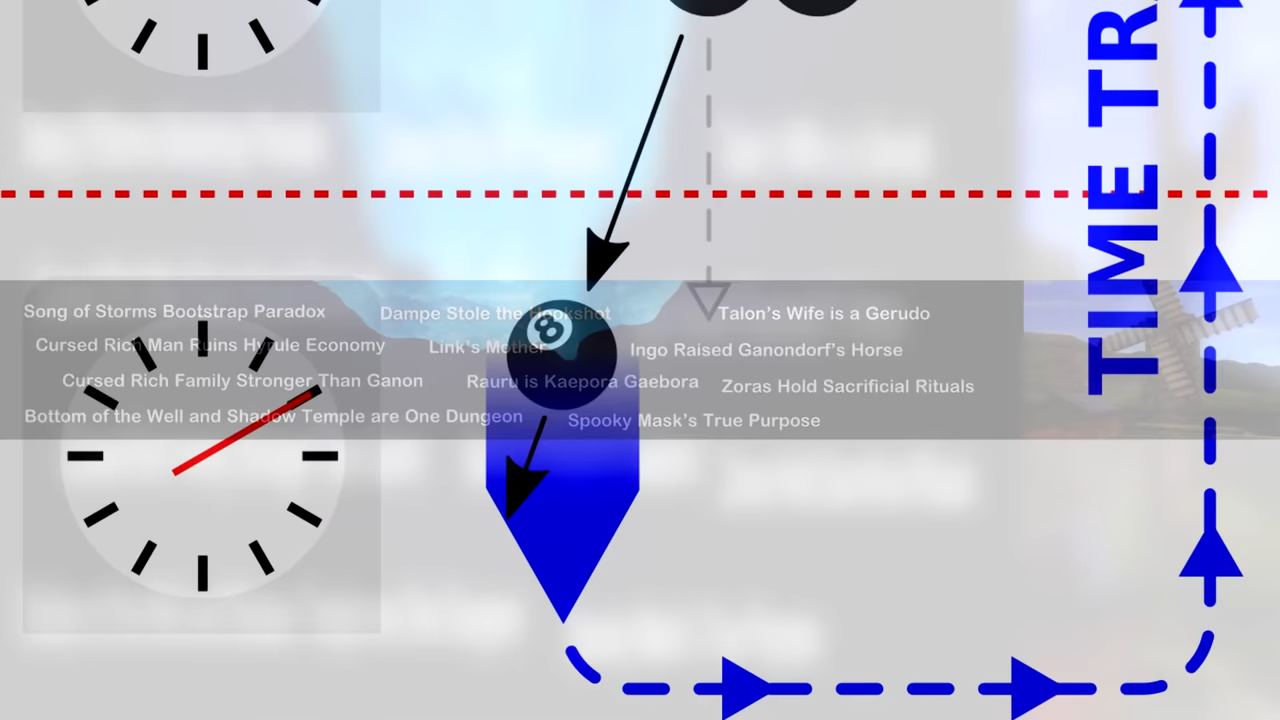 TIME TR
Song of Storms Bootstrap Paradox
Dampe Stole the Hookshot
Talon's Wife is a Gerudo
Cursed Rich Man Ruins Hyrule Economy
Link's Mother
Ingo Raised Ganondorf's Horse
Cursed Rich Family Stronger Than Ganon
Rauru is Kaepora Gaebora
Zoras Hold Sacrificial Rituals
Bottom of the Well and Shadow Temple are One Dungeon
Spooky Mask's True Purpose
8